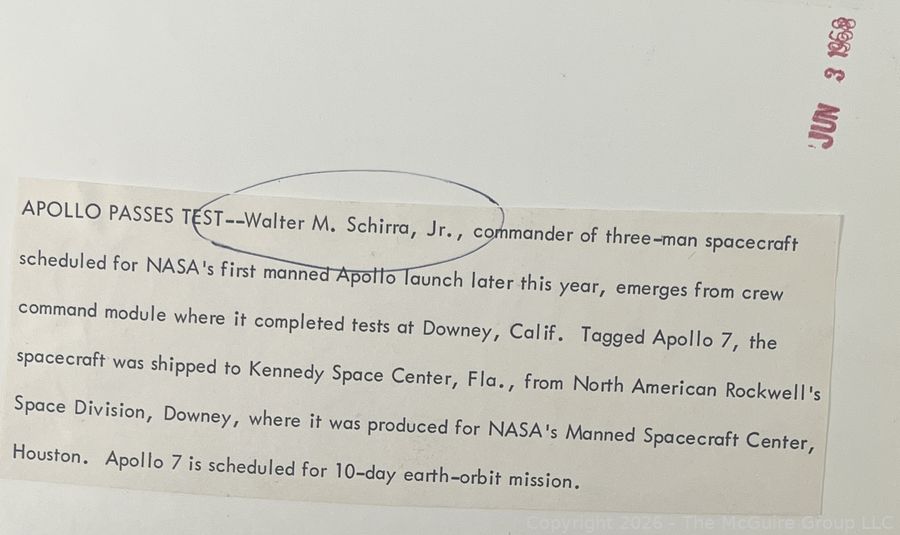 JUN 3 1968
APOLLO PASSES TEST--Walter M. Schirra, Jr., commander of three-man spacecraft
scheduled for NASA's first manned Apollo launch later this year, emerges from crew
command module where it completed tests at Downey, Calif. Tagged Apollo 7, the
spacecraft was shipped to Kennedy Space Center, Fla., from North American Rockwell's
Space Division, Downey, where it was produced for NASA's Manned Spacecraft Center,
Houston. Apollo 7 is scheduled for 10-day earth-orbit mission.
Copyright 2026 - The McGuire Group LLC